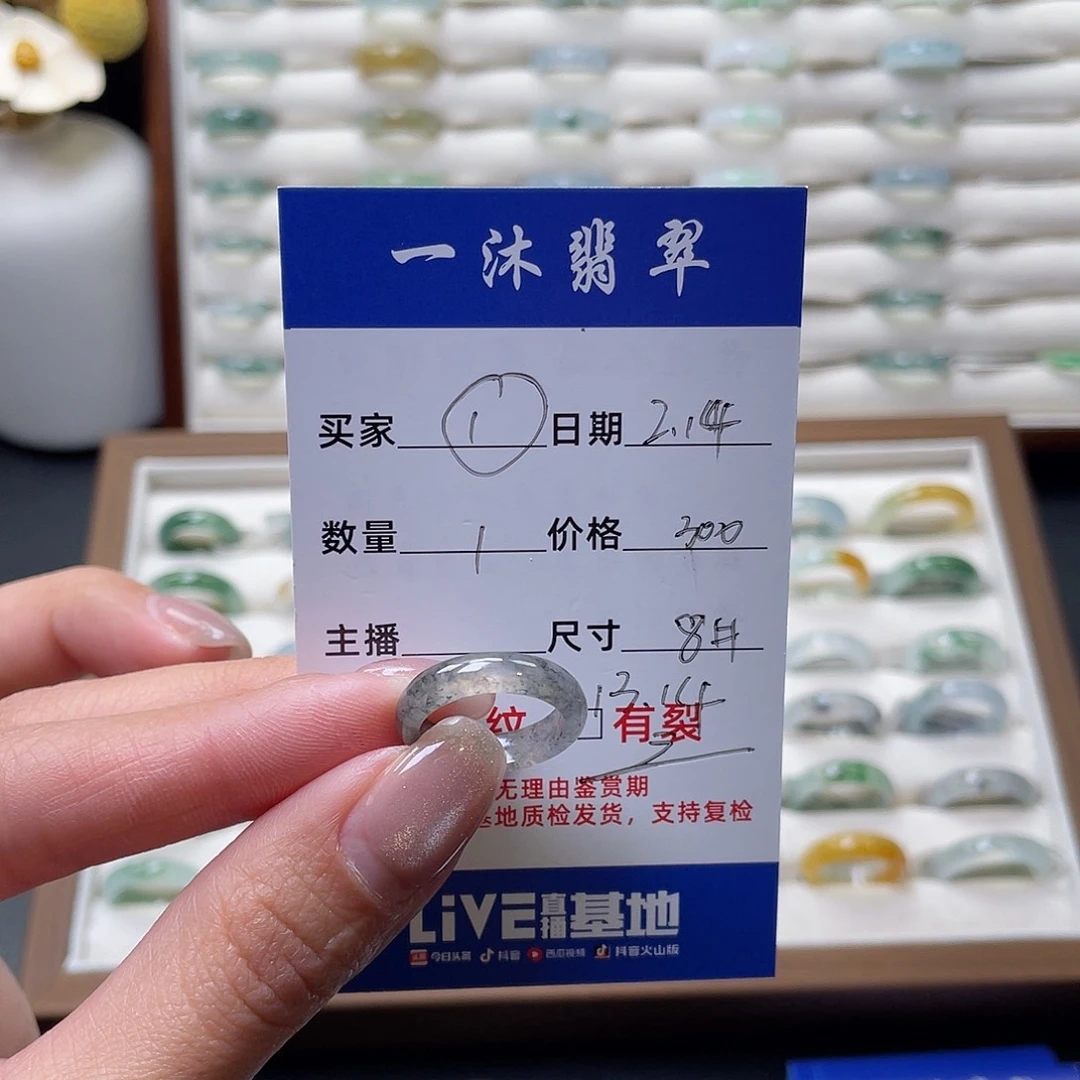 一沐翡翠
买家 1 日期 2.14
数量 1 价格 300
主播 尺寸 8#
纹 有裂
无理由鉴赏期
基地质检发货，支持复检
LiVE直播基地
头条 今日头条 抖音 西瓜视频 抖音火山版